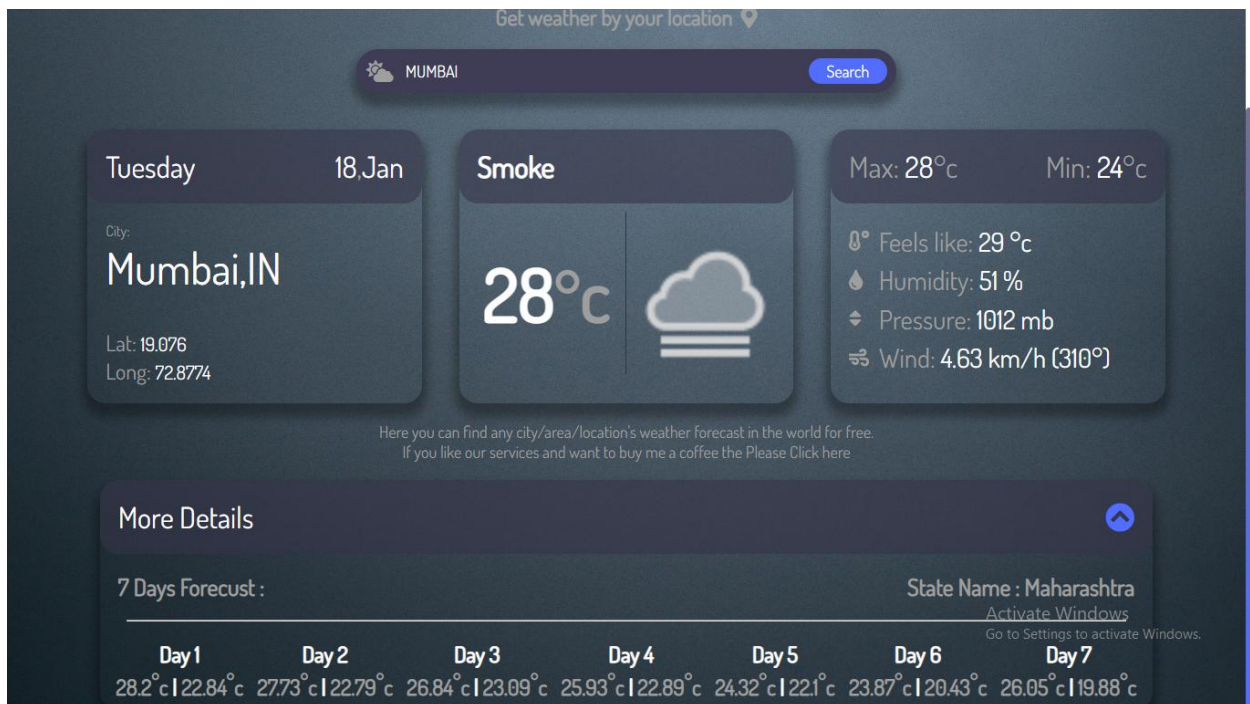 Get weather by your location
MUMBAI
Search
Tuesday 18,Jan
City:
Mumbai,IN
Lat: 19.076
Long: 72.8774
Smoke
28°c
Max: 28°c Min: 24°c
Feels like: 29 °c
Humidity: 51 %
Pressure: 1012 mb
Wind: 4.63 km/h (310°)
Here you can find any city/area/location's weather forecast in the world for free.
If you like our services and want to buy me a coffee the Please Click here
More Details
7 Days Forecust :
State Name : Maharashtra
Activate Windows
Go to Settings to activate Windows.
Day 1 Day 2 Day 3 Day 4 Day 5 Day 6 Day 7
28.2°c|22.84°c 27.73°c|22.79°c 26.84°c|23.09°c 25.93°c|22.89°c 24.32°c|22.1°c 23.87°c|20.43°c 26.05°c|19.88°c